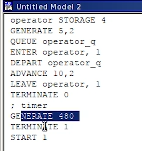 Untitled Model 2
operator STORAGE 4
GENERATE 5,2
QUEUE operator_q
ENTER operator, 1
DEPART operator_q
ADVANCE 10,2
LEAVE operator, 1
TERMINATE 0
; timer
GENERATE 480
TERMINATE 1
START 1